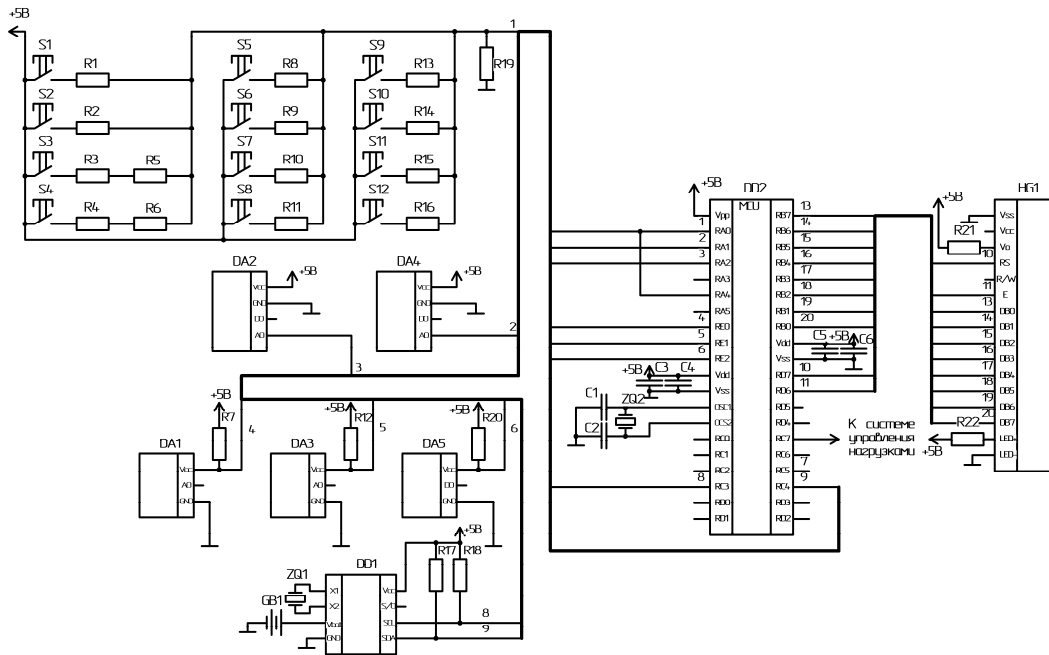 +5В
1
S1
R1
S5
R8
S9
R13
R19
S2
R2
S6
R9
S10
R14
S3
R3
R5
S7
R10
S11
R15
S4
R4
R6
S8
R11
S12
R16
DA2
+5В
Vcc
GND
DO
AO
DA4
+5В
Vcc
GND
DO
AO
2
3
+5В
R7
4
+5В
R12
5
+5В
R20
6
DA1
Vcc
AO
GND
DA3
Vcc
AO
GND
DA5
Vcc
DO
GND
+5В
R17
R18
DD1
ZQ1
GB1
X1
X2
Vbat
GND
Vcc
S/O
SCL
SDA
8
9
+5В
DD2
MCU
Vpp
1
RA0
2
RA1
3
RA2
RA3
RA4
RA5
4
RE0
5
RE1
6
RE2
Vdd
Vss
OSC1
OCS2
RC0
RC1
RC2
8
RC3
RD0
RD1
+5В
C3
C4
C1
C2
ZQ2
RB7
13
RB6
14
RB5
15
RB4
16
RB3
17
RB2
18
RB1
19
RB0
20
Vdd
Vss
C5
+5В
C6
RD7
10
RD6
11
RD5
RD4
RC7
RC6
RC5
7
RC4
9
RD3
RD2
К системе
управления
нагрузками
HG1
+5В
R21
Vss
Vcc
Vo
10
RS
R/W
11
E
13
DB0
14
DB1
15
DB2
16
DB3
17
DB4
18
DB5
19
DB6
20
DB7
R22
+5В
LED+
LED-